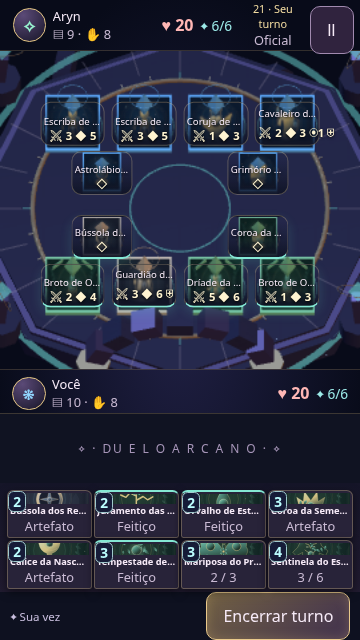 Aryn
9 · 8
20
6/6
21 · Seu turno
Oficial
II
Escriba de ...
3 5
Escriba de ...
3 5
Coruja de ...
1 3
Cavaleiro d...
2 3 1
Astrolábio...
Grimório ...
Bússola d...
Coroa da ...
Broto de O...
2 4
Guardião d...
3 6
Dríade da ...
5 6
Broto de O...
1 3
Você
10 · 8
20
6/6
· DUELO ARCANO ·
2
Bússola dos Re...
Artefato
2
Juramento das ...
Feitiço
2
Orvalho de Est...
Feitiço
3
Coroa da Seme...
Artefato
2
Cálice da Nasc...
Artefato
3
Tempestade de...
Feitiço
3
Mariposa do Pr...
2 / 3
4
Sentinela do Es...
3 / 6
Sua vez
Encerrar turno